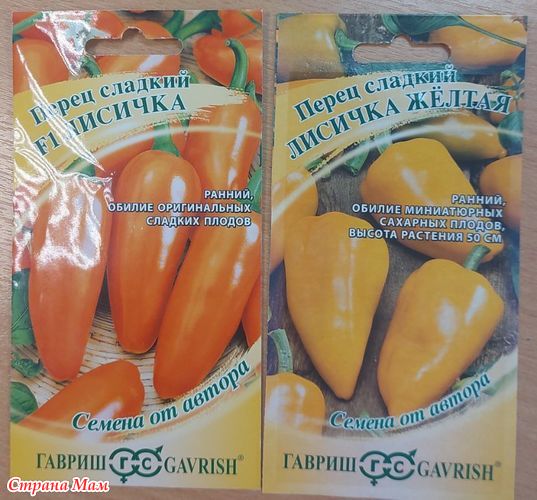 Перец сладкий
F1 ЛИСИЧКА
РАННИЙ,
ОБИЛИЕ ОРИГИНАЛЬНЫХ
СЛАДКИХ ПЛОДОВ
Семена от автора
ГАВРИШ ГС GAVRISH®
Перец сладкий
ЛИСИЧКА ЖЁЛТАЯ
РАННИЙ,
ОБИЛИЕ МИНИАТЮРНЫХ
САХАРНЫХ ПЛОДОВ,
ВЫСОТА РАСТЕНИЯ 50 СМ
Семена от автора
ГАВРИШ ГС GAVRISH®
Страна Мам